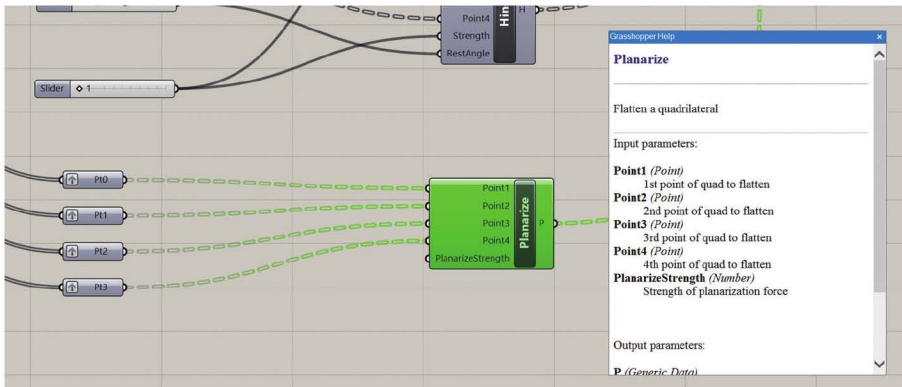 Point4
Strength
RestAngle
Hin
H
Slider
1
Pt0
Pt1
Pt2
Pt3
Point1
Point2
Point3
Point4
PlanarizeStrength
Planarize
P
Grasshopper Help
×
Planarize
Flatten a quadrilateral
Input parameters:
Point1 (Point)
1st point of quad to flatten
Point2 (Point)
2nd point of quad to flatten
Point3 (Point)
3rd point of quad to flatten
Point4 (Point)
4th point of quad to flatten
PlanarizeStrength (Number)
Strength of planarization force
Output parameters:
P (Generic Data)